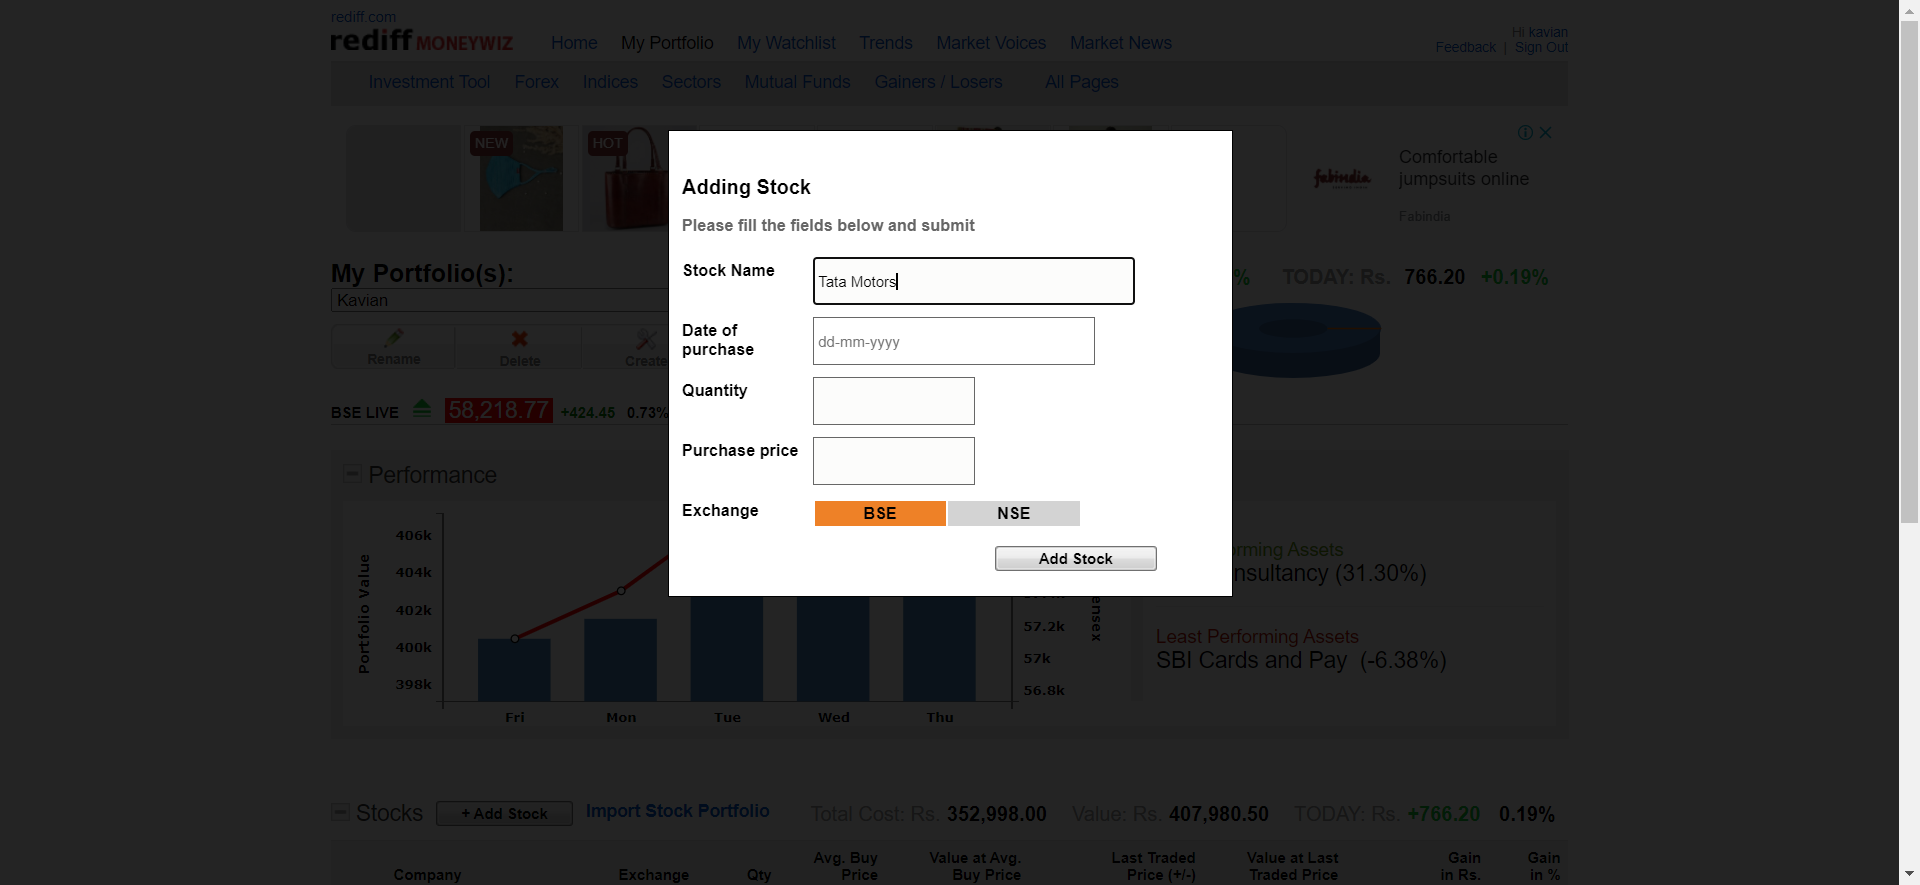 rediff.com
rediff MONEYWIZ
Home My Portfolio My Watchlist Trends Market Voices Market News
Hi kavian
Feedback | Sign Out
Investment Tool Forex Indices Sectors Mutual Funds Gainers / Losers All Pages
NEW
HOT
fabindia
Comfortable
jumpsuits online
Fabindia
My Portfolio(s):
Kavian
Rename
Delete
Create
% TODAY: Rs. 766.20 +0.19%
BSE LIVE 58,218.77 +424.45 0.73%
Adding Stock
Please fill the fields below and submit
Stock Name Tata Motors
Date of
purchase
dd-mm-yyyy
Quantity
Purchase price
Exchange BSE NSE
Add Stock
Performance
Portfolio Value
406k
404k
402k
400k
398k
57.2k
57k
56.8k
Fri Mon Tue Wed Thu
ensex
rming Assets
nsultancy (31.30%)
Least Performing Assets
SBI Cards and Pay (-6.38%)
Stocks + Add Stock Import Stock Portfolio Total Cost: Rs. 352,998.00 Value: Rs. 407,980.50 TODAY: Rs. +766.20 0.19%
Company
Exchange
Qty
Avg. Buy
Price
Value at Avg.
Buy Price
Last Traded
Price (+/-)
Value at Last
Traded Price
Gain
in Rs.
Gain
in %